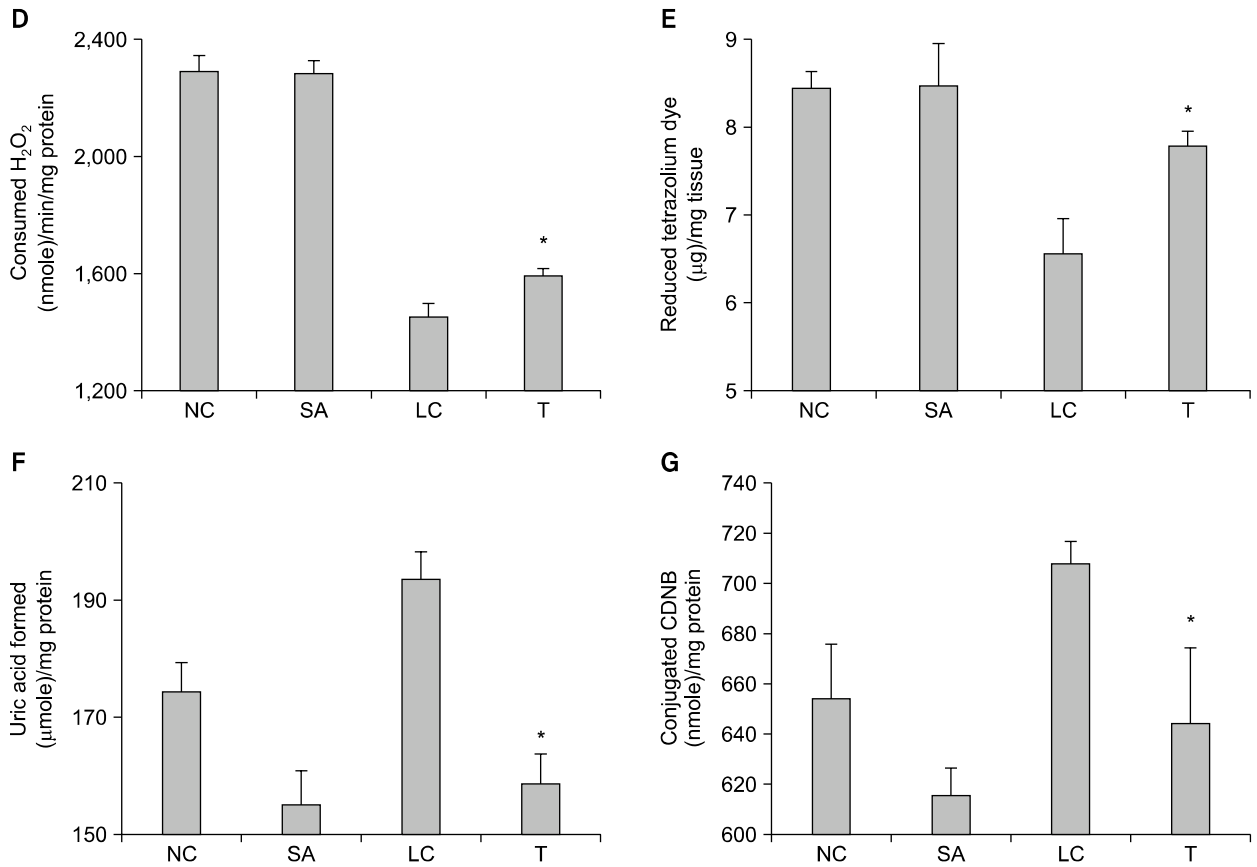 D
Consumed H₂O₂
(nmole)/min/mg protein
2,400
2,000
1,600
1,200
*
NC SA LC T
E
Reduced tetrazolium dye
(μg)/mg tissue
9
8
7
6
5
*
NC SA LC T
F
Uric acid formed
(μmole)/mg protein
210
190
170
150
*
NC SA LC T
G
Conjugated CDNB
(nmole)/mg protein
740
720
700
680
660
640
620
600
*
NC SA LC T